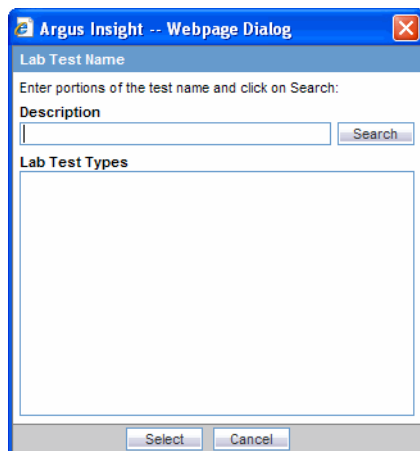 Argus Insight -- Webpage Dialog
Lab Test Name
Enter portions of the test name and click on Search:
Description
Search
Lab Test Types
Select Cancel